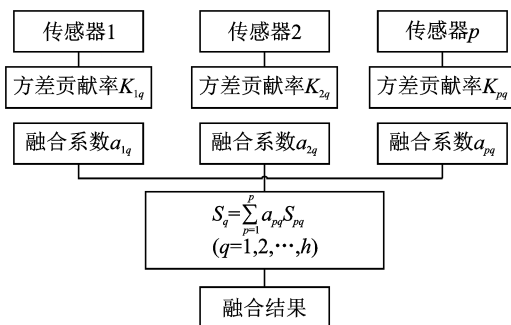 传感器1
传感器2
传感器p
方差贡献率K1q
方差贡献率K2q
方差贡献率Kpq
融合系数a1q
融合系数a2q
融合系数apq
Sq=∑p=1p apqSpq
(q=1,2,⋯,h)
融合结果